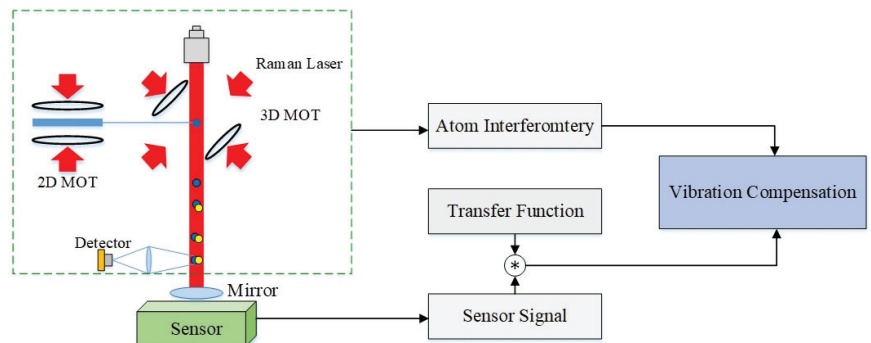 Raman Laser
3D MOT
2D MOT
Detector
Mirror
Sensor
Atom Interferomtery
Transfer Function
*
Sensor Signal
Vibration Compensation